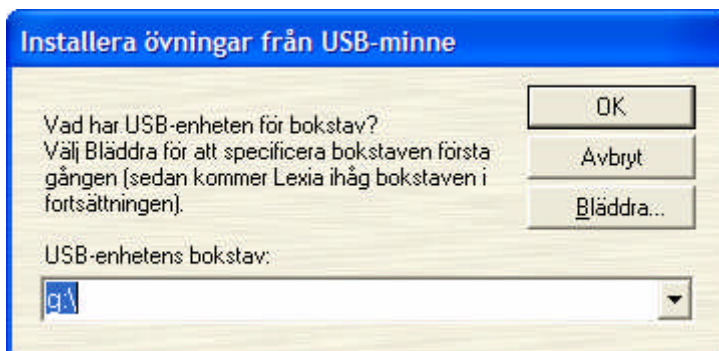 Installera övningar från USB-minne
Vad har USB-enheten för bokstav?
Välj Bläddra för att specificera bokstaven första
gången (sedan kommer Lexia ihåg bokstaven i
fortsättningen).
OK
Avbryt
Bläddra...
USB-enhetens bokstav:
g:\